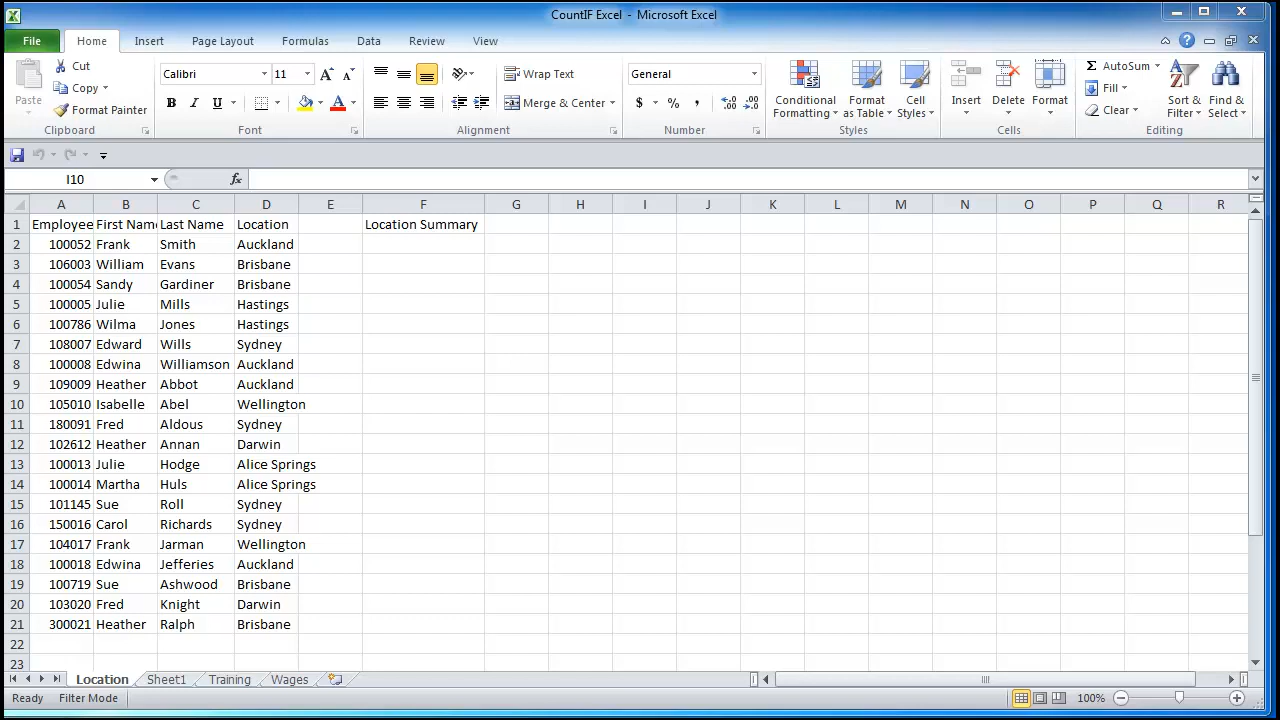 CountIF Excel - Microsoft Excel
File Home Insert Page Layout Formulas Data Review View
Paste
Cut
Copy
Format Painter
Clipboard
Calibri 11
A A
B I U A
Font
Wrap Text
Merge & Center
Alignment
General
$ % , .0 .00 .00 .0
Number
Conditional Formatting
Format as Table
Cell Styles
Styles
Insert Delete Format
Cells
Σ AutoSum
Fill
Clear
Sort & Filter
Find & Select
Editing
I10 fx
A B C D E F G H I J K L M N O P Q R
1 Employee First Nam Last Name Location Location Summary
2 100052 Frank Smith Auckland
3 106003 William Evans Brisbane
4 100054 Sandy Gardiner Brisbane
5 100005 Julie Mills Hastings
6 100786 Wilma Jones Hastings
7 108007 Edward Wills Sydney
8 100008 Edwina Williamson Auckland
9 109009 Heather Abbot Auckland
10 105010 Isabelle Abel Wellington
11 180091 Fred Aldous Sydney
12 102612 Heather Annan Darwin
13 100013 Julie Hodge Alice Springs
14 100014 Martha Huls Alice Springs
15 101145 Sue Roll Sydney
16 150016 Carol Richards Sydney
17 104017 Frank Jarman Wellington
18 100018 Edwina Jefferies Auckland
19 100719 Sue Ashwood Brisbane
20 103020 Fred Knight Darwin
21 300021 Heather Ralph Brisbane
22
23
Location Sheet1 Training Wages
Ready Filter Mode 100%